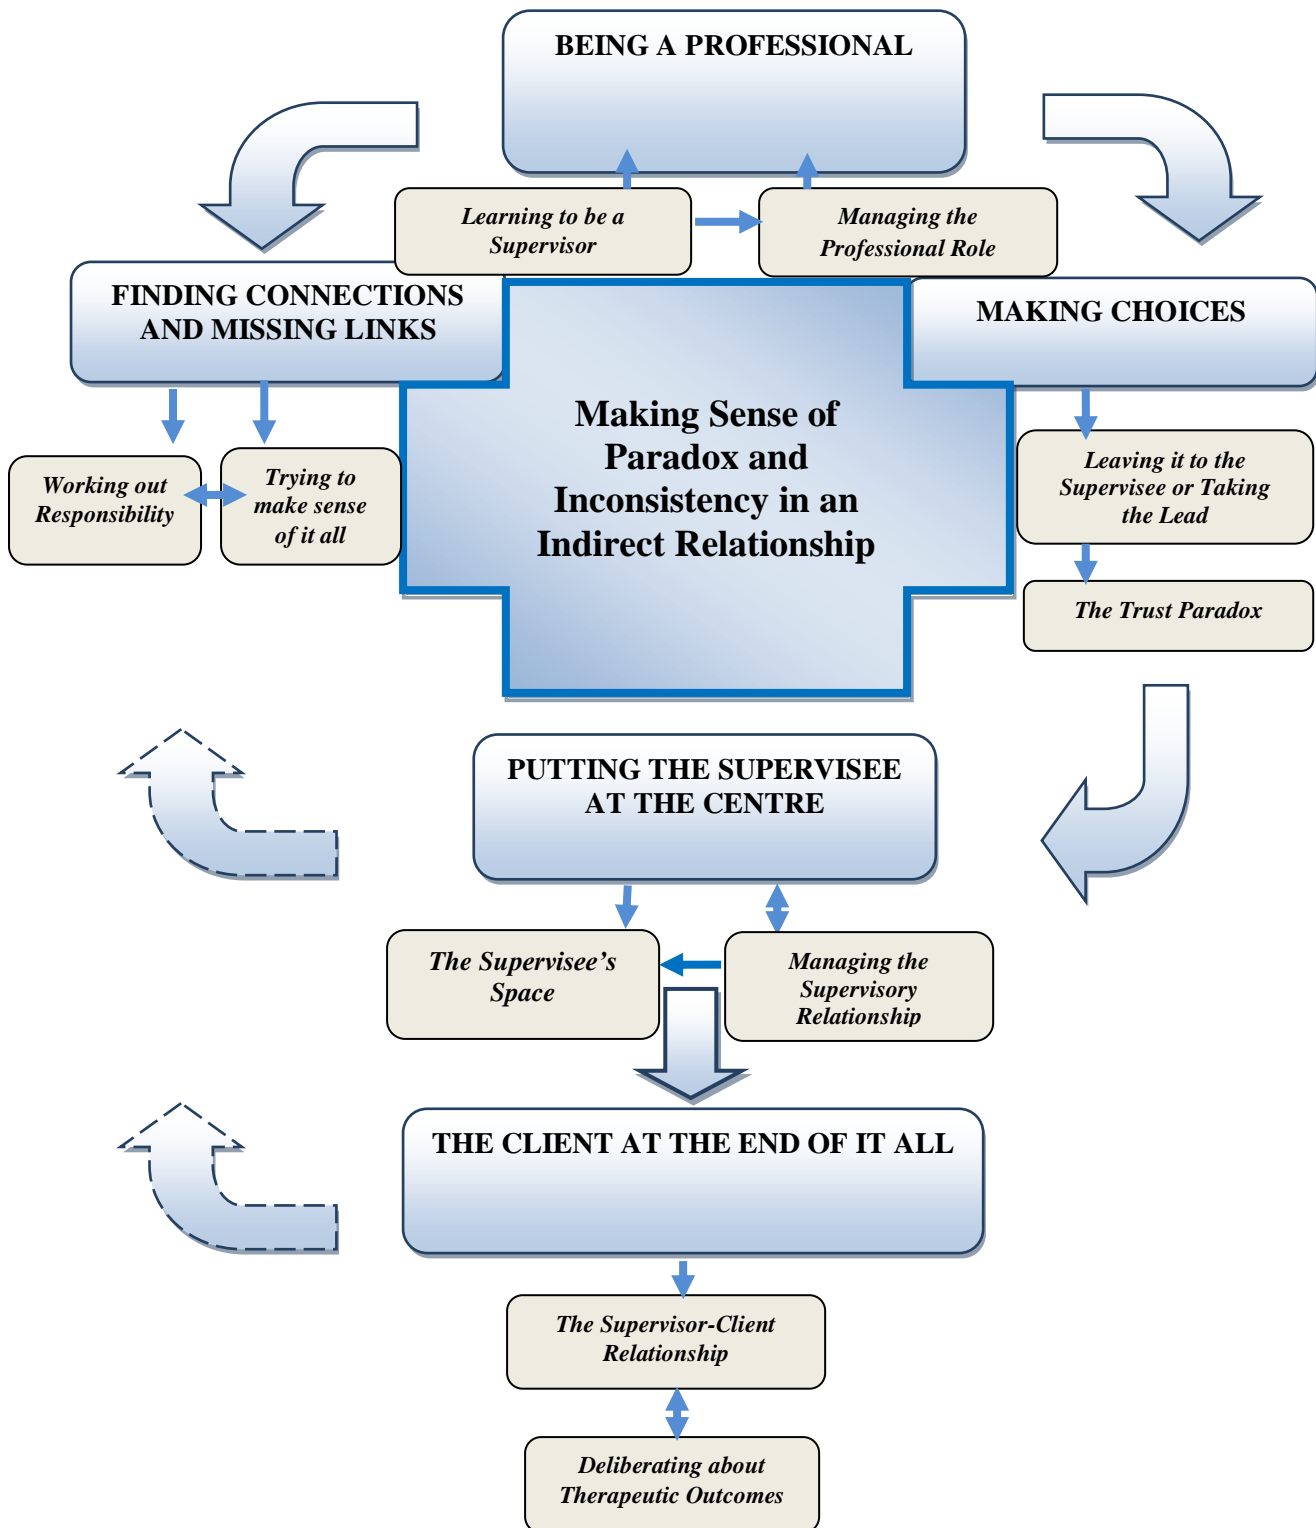 BEING A PROFESSIONAL
Learning to be a
Supervisor
Managing the
Professional Role
FINDING CONNECTIONS
AND MISSING LINKS
MAKING CHOICES
Making Sense of
Paradox and
Inconsistency in an
Indirect Relationship
Working out
Responsibility
Trying to
make sense
of it all
Leaving it to the
Supervisee or Taking
the Lead
The Trust Paradox
PUTTING THE SUPERVISEE
AT THE CENTRE
The Supervisee’s
Space
Managing the
Supervisory
Relationship
THE CLIENT AT THE END OF IT ALL
The Supervisor-Client
Relationship
Deliberating about
Therapeutic Outcomes